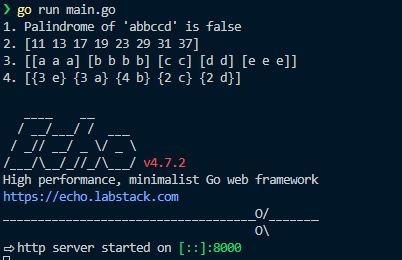 ❯ go run main.go
1. Palindrome of 'abbccd' is false
2. [11 13 17 19 23 29 31 37]
3. [[a a a] [b b b b] [c c] [d d] [e e e]]
4. [{3 e} {3 a} {4 b} {2 c} {2 d}]
   ____    __
  / __/___/ /  ___
 / _// __/ _ \/ _ \
/___/\__/_//_/\___/ v4.7.2
High performance, minimalist Go web framework
https://echo.labstack.com
____________________________________O/_______
                                    O\
⇨ http server started on [::]:8000